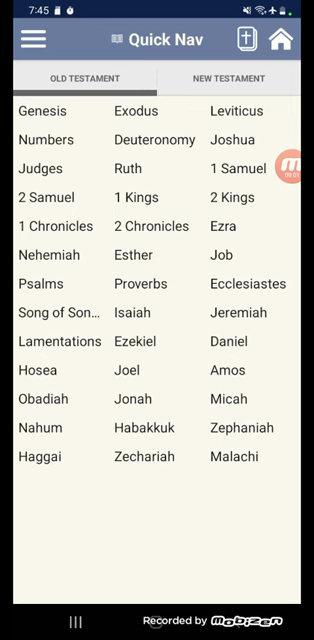 7:45
Quick Nav
OLD TESTAMENT NEW TESTAMENT
Genesis Exodus Leviticus
Numbers Deuteronomy Joshua
Judges Ruth 1 Samuel
2 Samuel 1 Kings 2 Kings
1 Chronicles 2 Chronicles Ezra
Nehemiah Esther Job
Psalms Proverbs Ecclesiastes
Song of Son... Isaiah Jeremiah
Lamentations Ezekiel Daniel
Hosea Joel Amos
Obadiah Jonah Micah
Nahum Habakkuk Zephaniah
Haggai Zechariah Malachi
Recorded by Mobizen